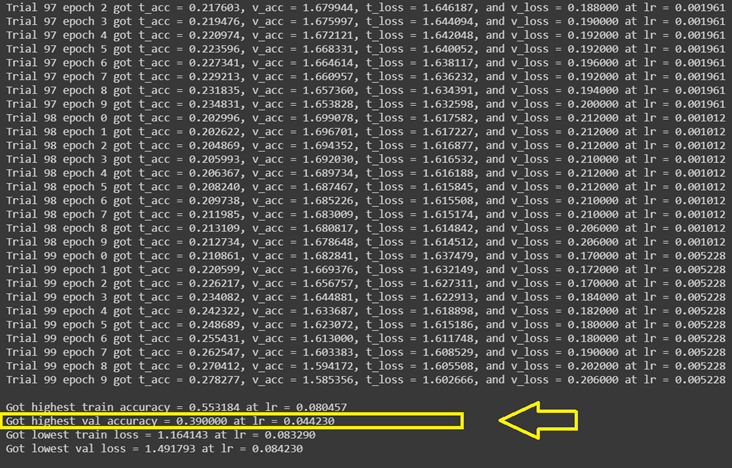 Trial 97 epoch 2 got t_acc = 0.217603, v_acc = 1.679944, t_loss = 1.646187, and v_loss = 0.188000 at lr = 0.001961
Trial 97 epoch 3 got t_acc = 0.219476, v_acc = 1.675997, t_loss = 1.644094, and v_loss = 0.190000 at lr = 0.001961
Trial 97 epoch 4 got t_acc = 0.220974, v_acc = 1.672121, t_loss = 1.642048, and v_loss = 0.192000 at lr = 0.001961
Trial 97 epoch 5 got t_acc = 0.223596, v_acc = 1.668331, t_loss = 1.640052, and v_loss = 0.192000 at lr = 0.001961
Trial 97 epoch 6 got t_acc = 0.227341, v_acc = 1.664614, t_loss = 1.638117, and v_loss = 0.196000 at lr = 0.001961
Trial 97 epoch 7 got t_acc = 0.229213, v_acc = 1.660957, t_loss = 1.636232, and v_loss = 0.192000 at lr = 0.001961
Trial 97 epoch 8 got t_acc = 0.231835, v_acc = 1.657360, t_loss = 1.634391, and v_loss = 0.194000 at lr = 0.001961
Trial 97 epoch 9 got t_acc = 0.234831, v_acc = 1.653828, t_loss = 1.632598, and v_loss = 0.200000 at lr = 0.001961
Trial 98 epoch 0 got t_acc = 0.202996, v_acc = 1.699078, t_loss = 1.617582, and v_loss = 0.212000 at lr = 0.001012
Trial 98 epoch 1 got t_acc = 0.202622, v_acc = 1.696701, t_loss = 1.617227, and v_loss = 0.212000 at lr = 0.001012
Trial 98 epoch 2 got t_acc = 0.204869, v_acc = 1.694352, t_loss = 1.616877, and v_loss = 0.212000 at lr = 0.001012
Trial 98 epoch 3 got t_acc = 0.205993, v_acc = 1.692030, t_loss = 1.616532, and v_loss = 0.210000 at lr = 0.001012
Trial 98 epoch 4 got t_acc = 0.206367, v_acc = 1.689734, t_loss = 1.616188, and v_loss = 0.212000 at lr = 0.001012
Trial 98 epoch 5 got t_acc = 0.208240, v_acc = 1.687467, t_loss = 1.615845, and v_loss = 0.212000 at lr = 0.001012
Trial 98 epoch 6 got t_acc = 0.209738, v_acc = 1.685226, t_loss = 1.615508, and v_loss = 0.210000 at lr = 0.001012
Trial 98 epoch 7 got t_acc = 0.211985, v_acc = 1.683009, t_loss = 1.615174, and v_loss = 0.210000 at lr = 0.001012
Trial 98 epoch 8 got t_acc = 0.213109, v_acc = 1.680817, t_loss = 1.614842, and v_loss = 0.206000 at lr = 0.001012
Trial 98 epoch 9 got t_acc = 0.212734, v_acc = 1.678648, t_loss = 1.614512, and v_loss = 0.206000 at lr = 0.001012
Trial 99 epoch 0 got t_acc = 0.210861, v_acc = 1.682841, t_loss = 1.637479, and v_loss = 0.170000 at lr = 0.005228
Trial 99 epoch 1 got t_acc = 0.220599, v_acc = 1.669376, t_loss = 1.632149, and v_loss = 0.172000 at lr = 0.005228
Trial 99 epoch 2 got t_acc = 0.226217, v_acc = 1.656757, t_loss = 1.627311, and v_loss = 0.170000 at lr = 0.005228
Trial 99 epoch 3 got t_acc = 0.234082, v_acc = 1.644881, t_loss = 1.622913, and v_loss = 0.184000 at lr = 0.005228
Trial 99 epoch 4 got t_acc = 0.242322, v_acc = 1.633687, t_loss = 1.618898, and v_loss = 0.182000 at lr = 0.005228
Trial 99 epoch 5 got t_acc = 0.248689, v_acc = 1.623072, t_loss = 1.615186, and v_loss = 0.180000 at lr = 0.005228
Trial 99 epoch 6 got t_acc = 0.255431, v_acc = 1.613000, t_loss = 1.611748, and v_loss = 0.180000 at lr = 0.005228
Trial 99 epoch 7 got t_acc = 0.262547, v_acc = 1.603383, t_loss = 1.608529, and v_loss = 0.190000 at lr = 0.005228
Trial 99 epoch 8 got t_acc = 0.270412, v_acc = 1.594172, t_loss = 1.605508, and v_loss = 0.202000 at lr = 0.005228
Trial 99 epoch 9 got t_acc = 0.278277, v_acc = 1.585356, t_loss = 1.602666, and v_loss = 0.206000 at lr = 0.005228
Got highest train accuracy = 0.553184 at lr = 0.080457
Got highest val accuracy = 0.390000 at lr = 0.044230
Got lowest train loss = 1.164143 at lr = 0.083290
Got lowest val loss = 1.491793 at lr = 0.084230